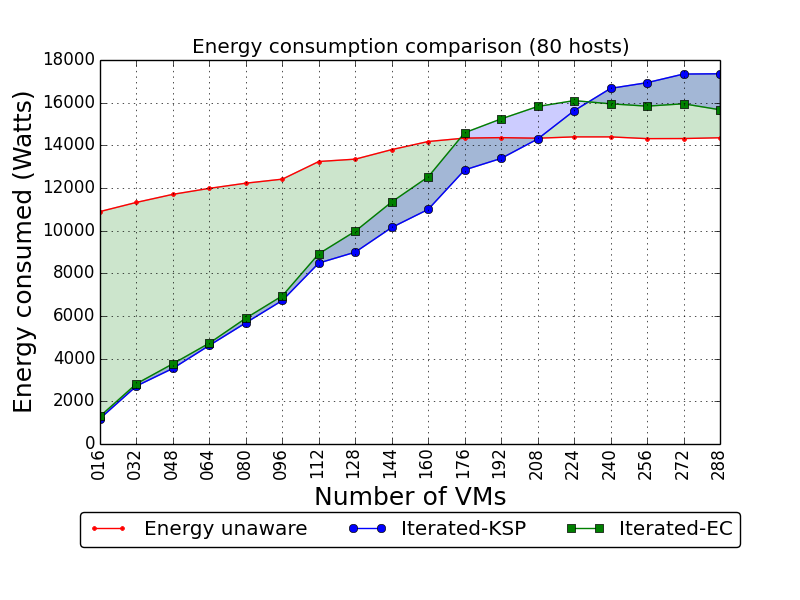 Energy consumption comparison (80 hosts)
18000
16000
14000
12000
10000
8000
6000
4000
2000
0
Energy consumed (Watts)
016 032 048 064 080 096 112 128 144 160 176 192 208 224 240 256 272 288
Number of VMs
Energy unaware Iterated-KSP Iterated-EC